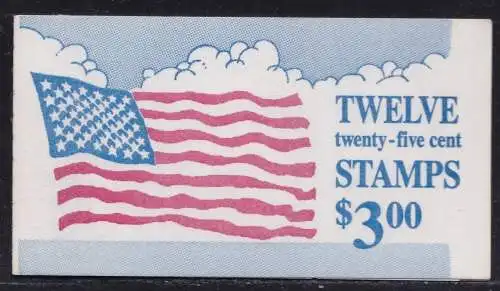 TWELVE
twenty-five cent
STAMPS
$3.00